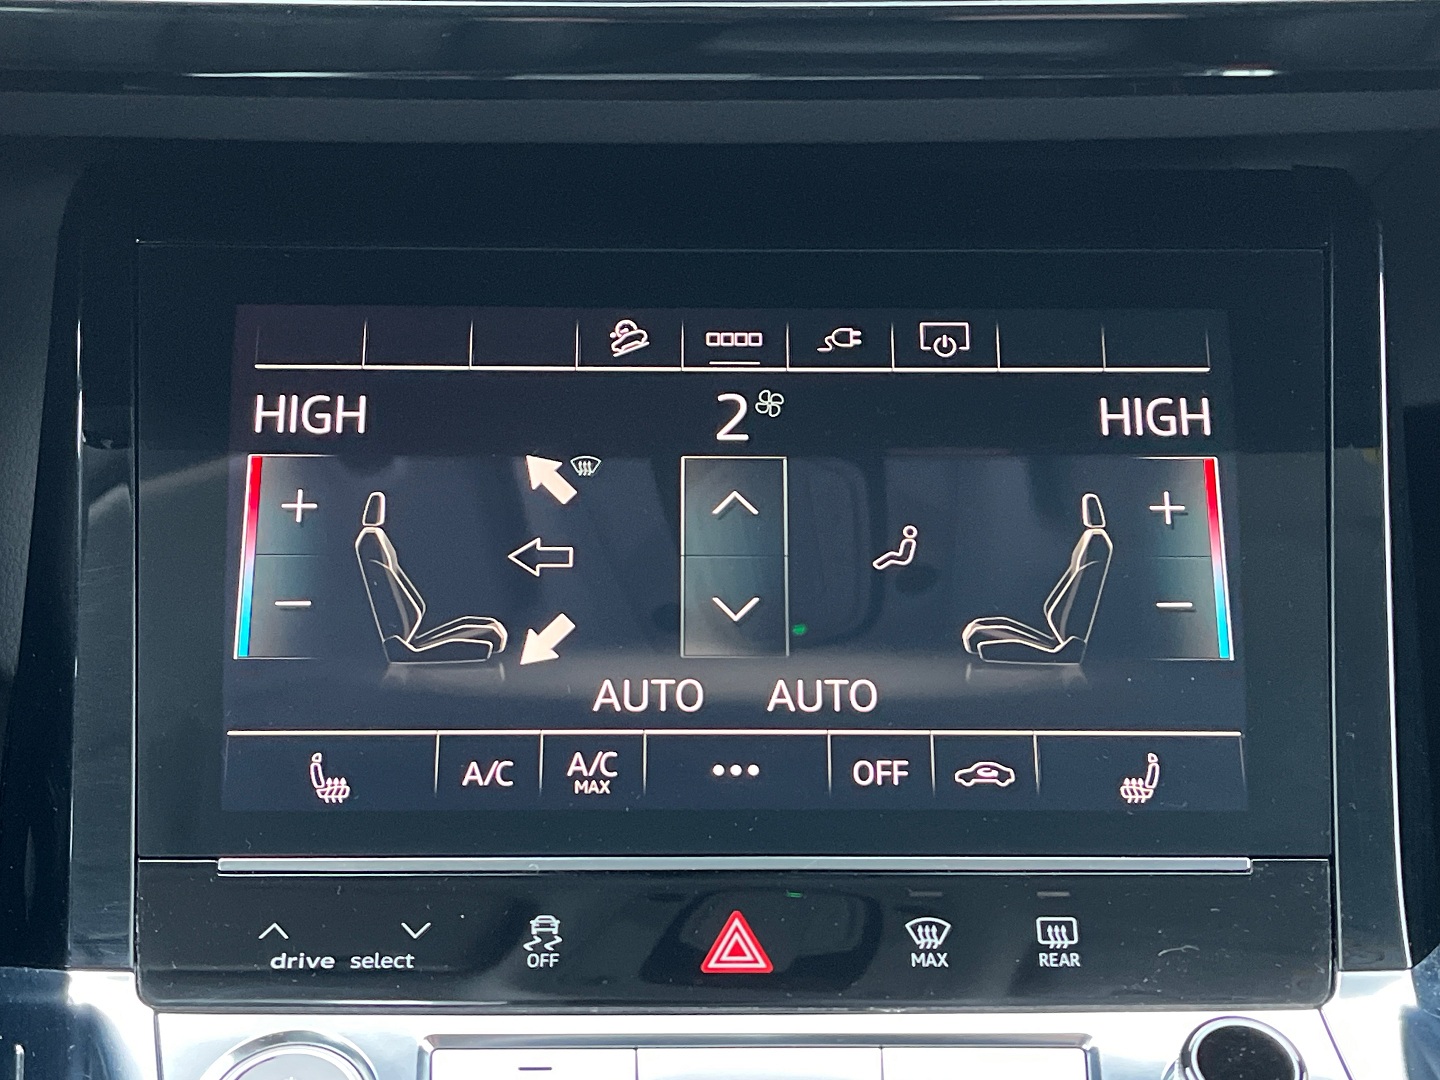 HIGH 2 HIGH
AUTO AUTO
A/C A/C MAX ••• OFF
drive select OFF MAX REAR